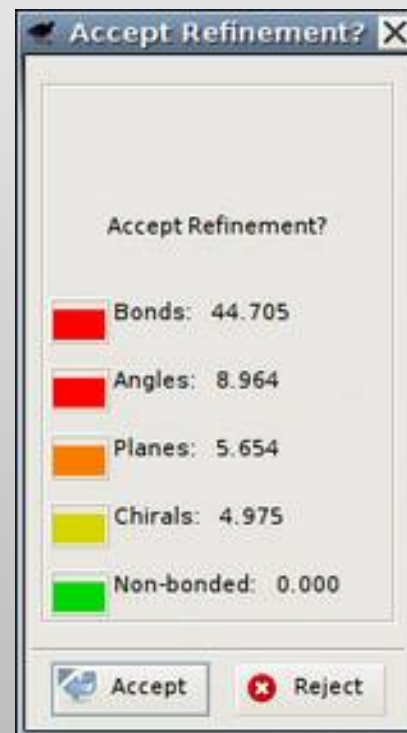 Accept Refinement?
Accept Refinement?
Bonds: 44.705
Angles: 8.964
Planes: 5.654
Chirals: 4.975
Non-bonded: 0.000
Accept Reject